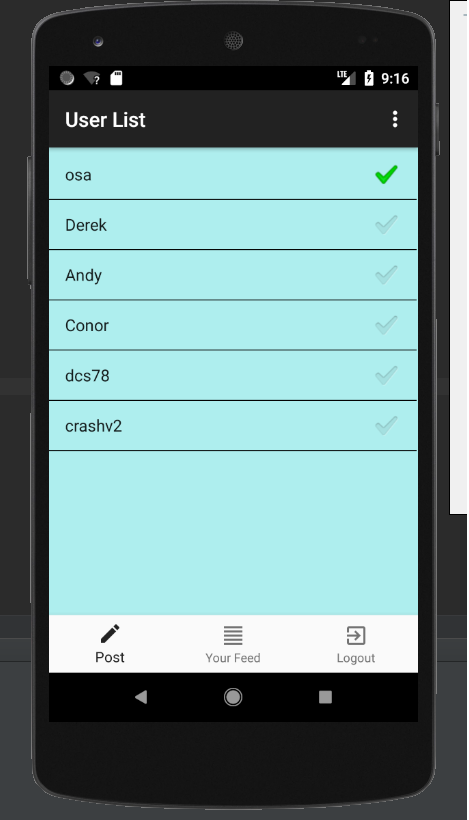 LTE 9:16
User List
osa
Derek
Andy
Conor
dcs78
crashv2
Post Your Feed Logout